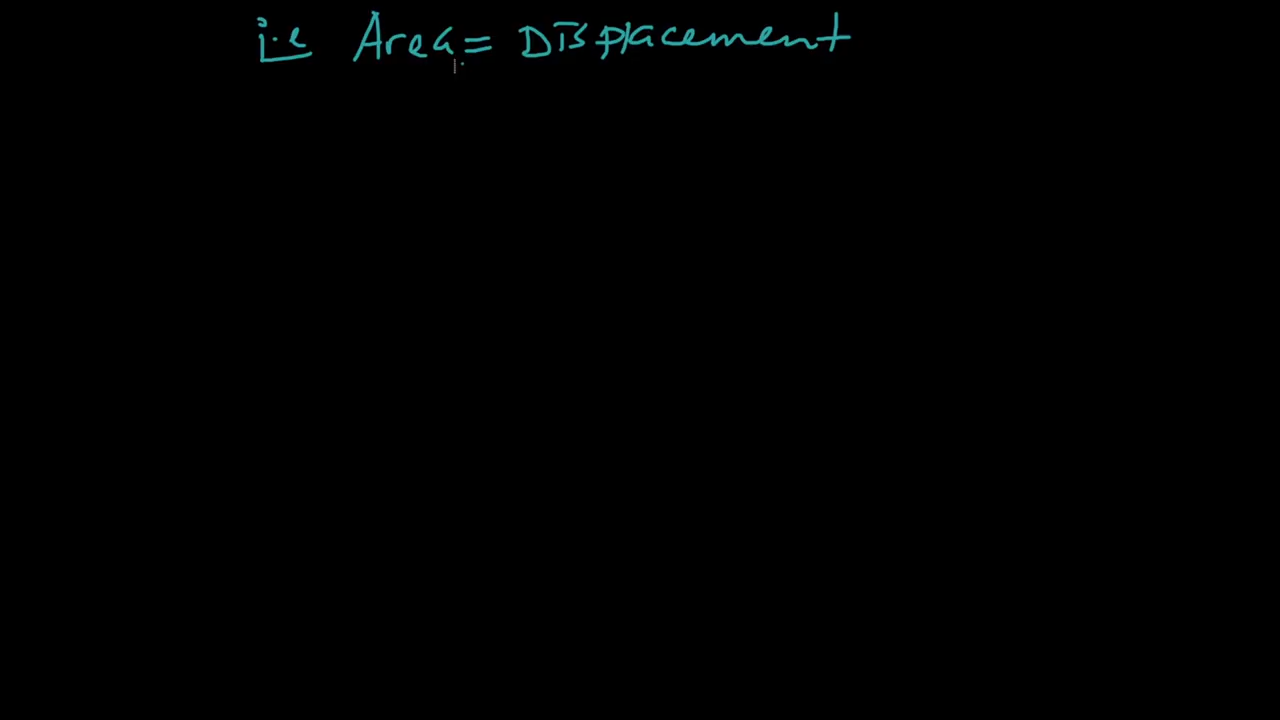 i.e Area = Displacement